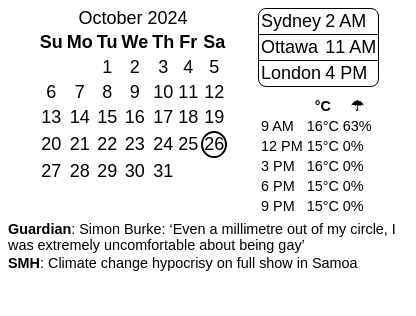 October 2024
Su Mo Tu We Th Fr Sa
1 2 3 4 5
6 7 8 9 10 11 12
13 14 15 16 17 18 19
20 21 22 23 24 25 26
27 28 29 30 31
Sydney 2 AM
Ottawa 11 AM
London 4 PM
°C ☂
9 AM 16°C 63%
12 PM 15°C 0%
3 PM 16°C 0%
6 PM 15°C 0%
9 PM 15°C 0%
Guardian: Simon Burke: ‘Even a millimetre out of my circle, I
was extremely uncomfortable about being gay’
SMH: Climate change hypocrisy on full show in Samoa